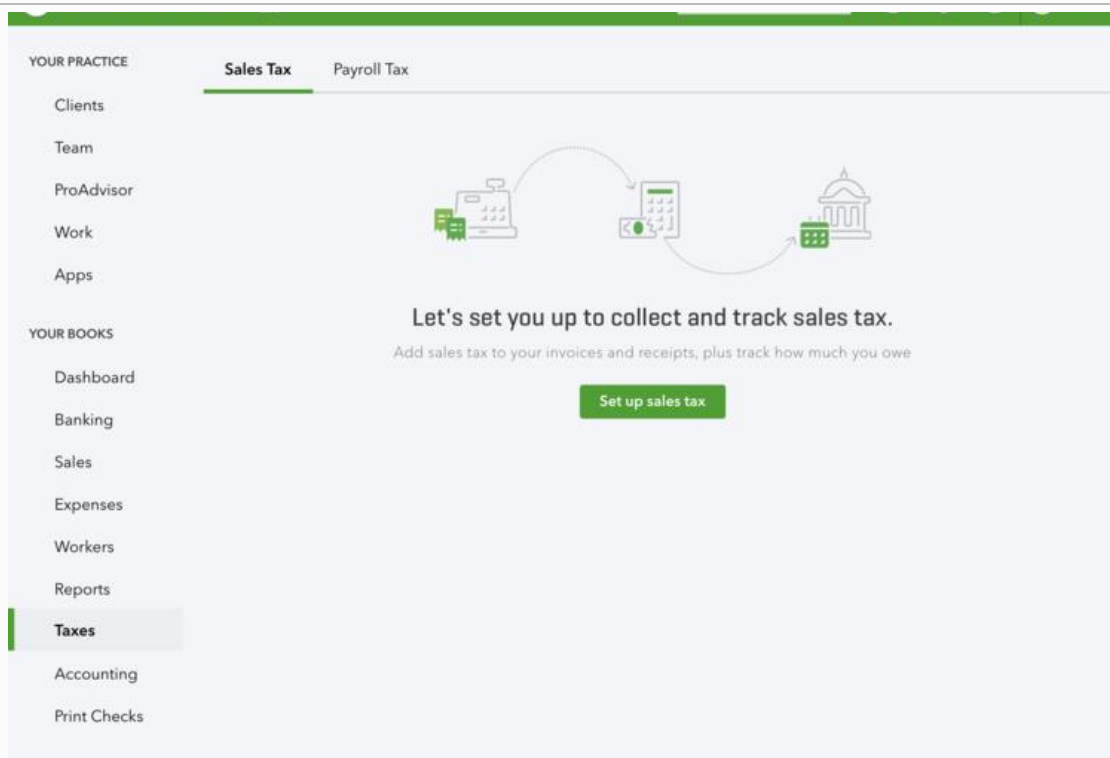 YOUR PRACTICE
Clients
Team
ProAdvisor
Work
Apps
YOUR BOOKS
Dashboard
Banking
Sales
Expenses
Workers
Reports
Taxes
Accounting
Print Checks
Sales Tax Payroll Tax
Let's set you up to collect and track sales tax.
Add sales tax to your invoices and receipts, plus track how much you owe
Set up sales tax